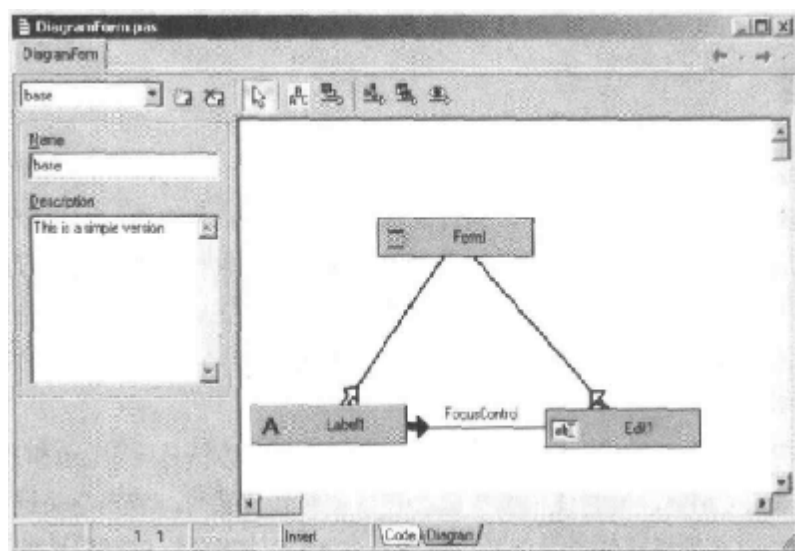 DiagramForm.pas
DiagramForm
base
Name
base
Description
This is a simple version
Form1
Label1
FocusControl
Edit1
1: 1
Insert
Code
Diagram